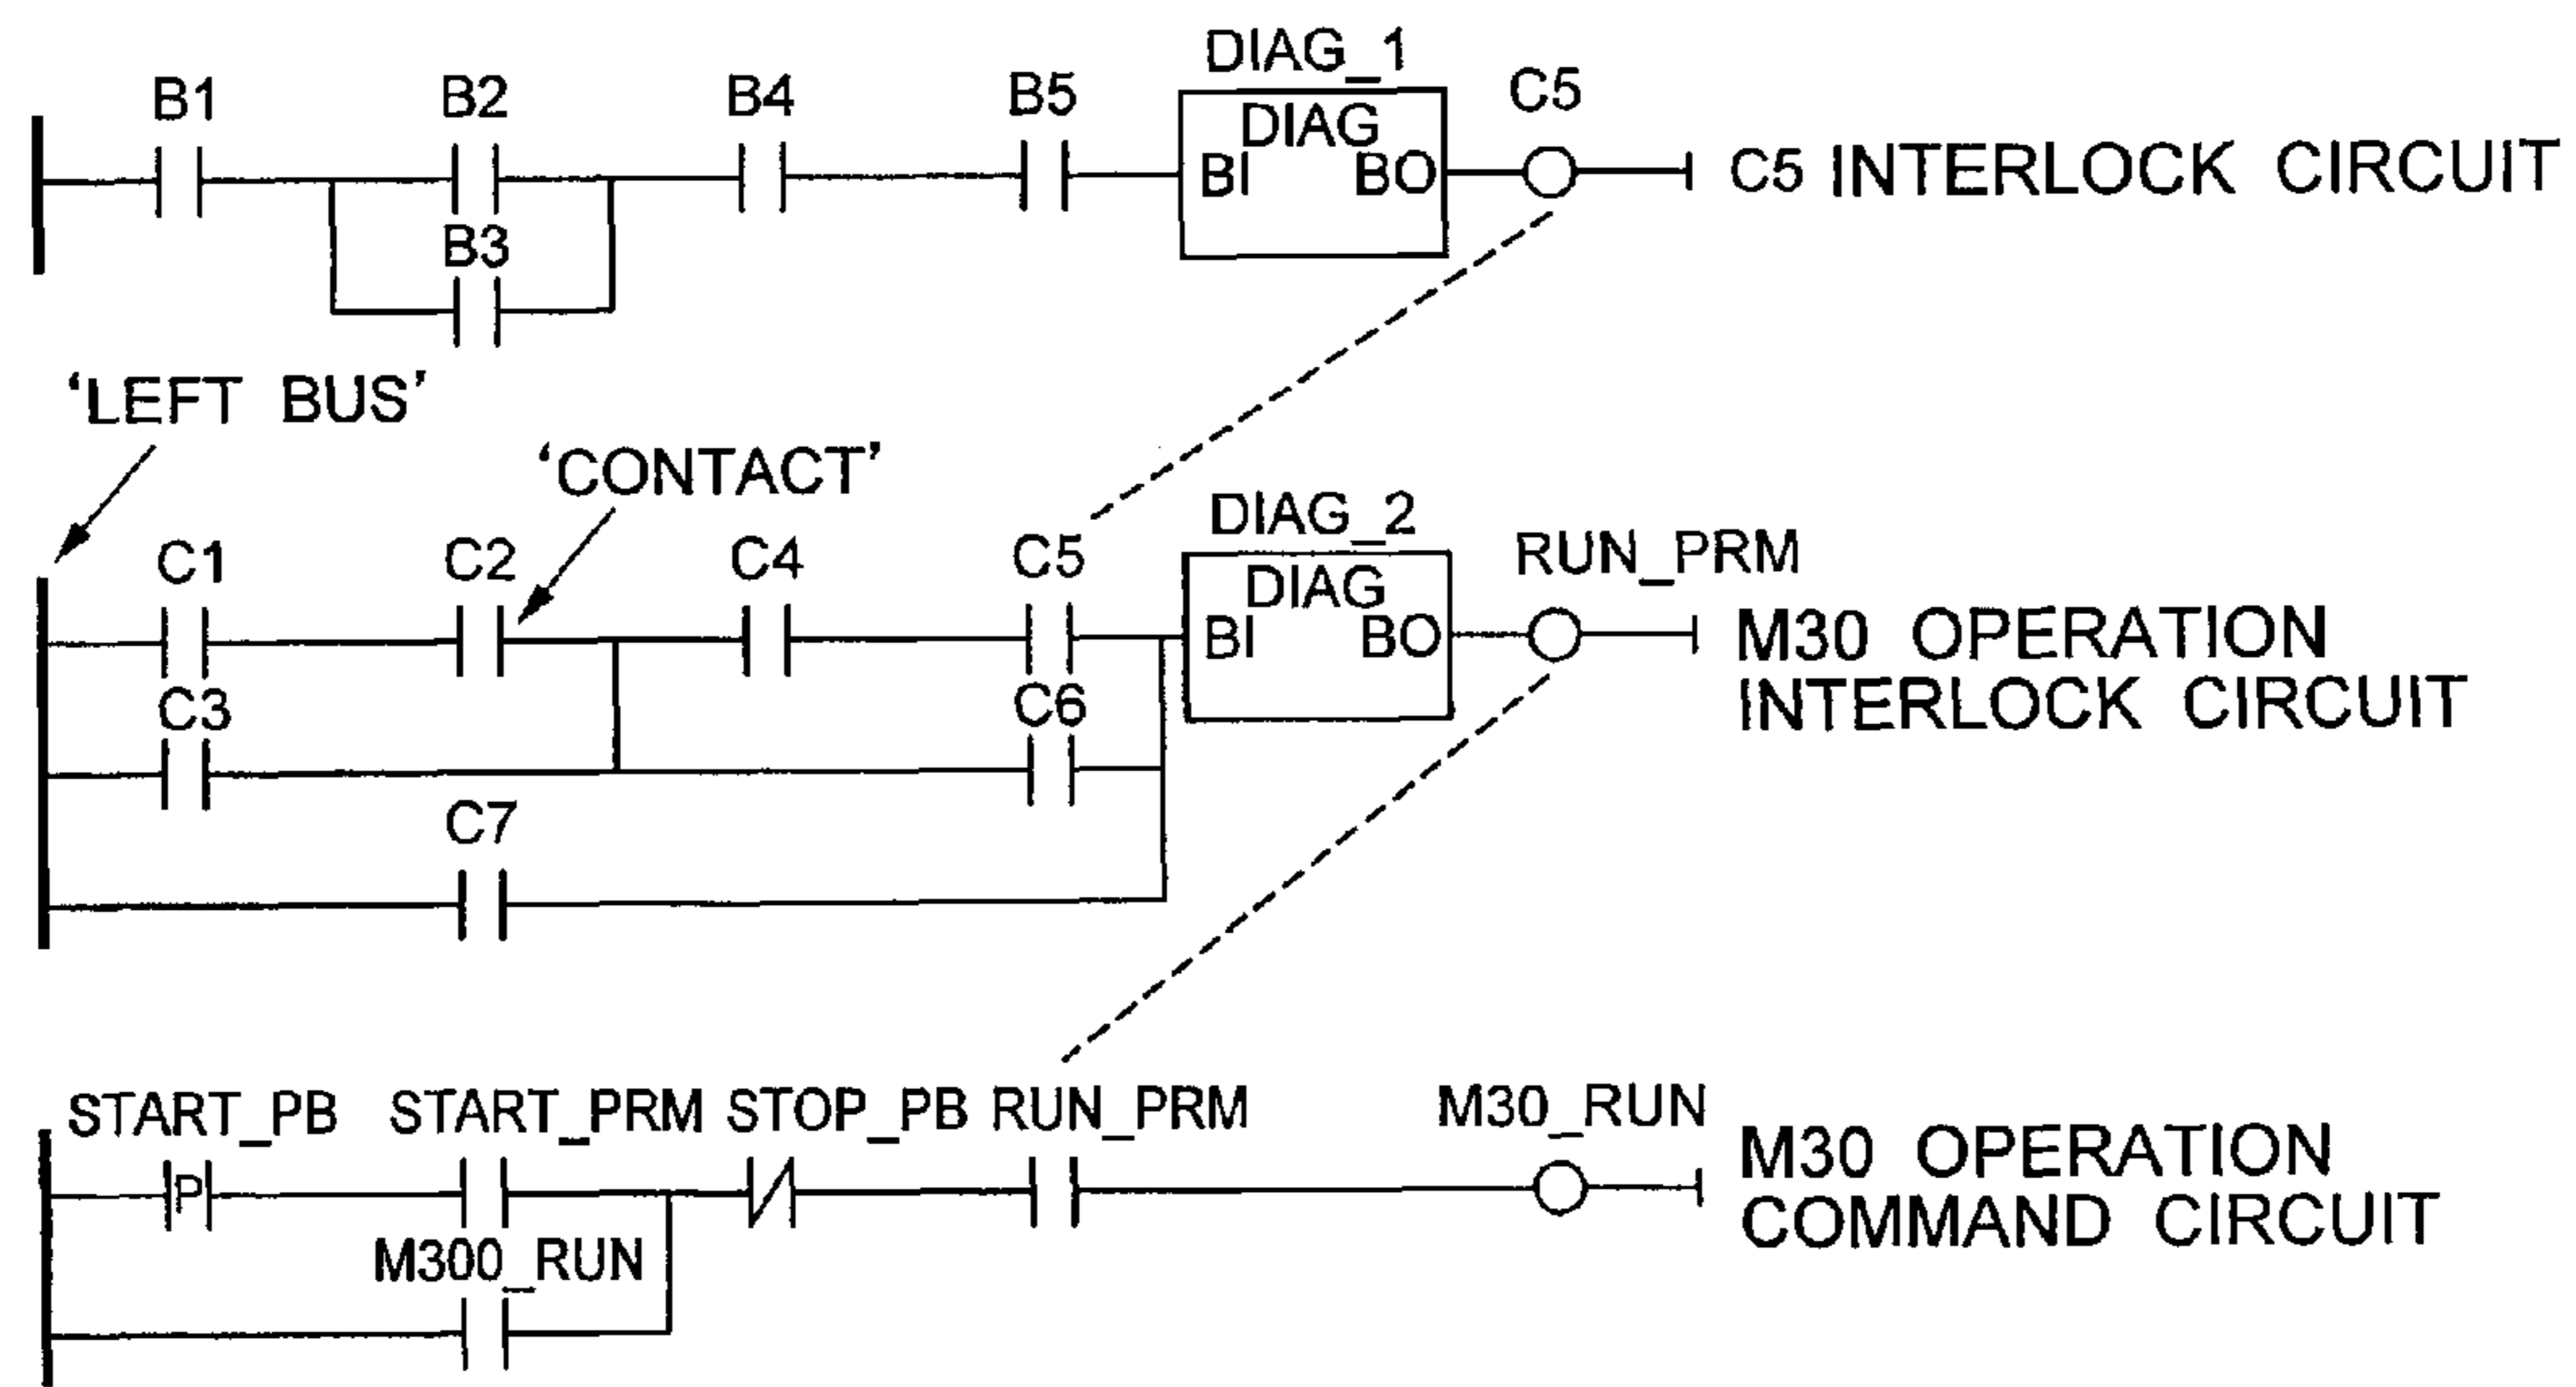 DIAG_1
B1 B2 B4 B5 DIAG C5
BI BO C5 INTERLOCK CIRCUIT
B3
‘LEFT BUS’
‘CONTACT’
DIAG_2
C1 C2 C4 C5 DIAG RUN_PRM
BI BO M30 OPERATION
INTERLOCK CIRCUIT
C3 C6
C7
START_PB START_PRM STOP_PB RUN_PRM M30_RUN
P M30 OPERATION
COMMAND CIRCUIT
M300_RUN